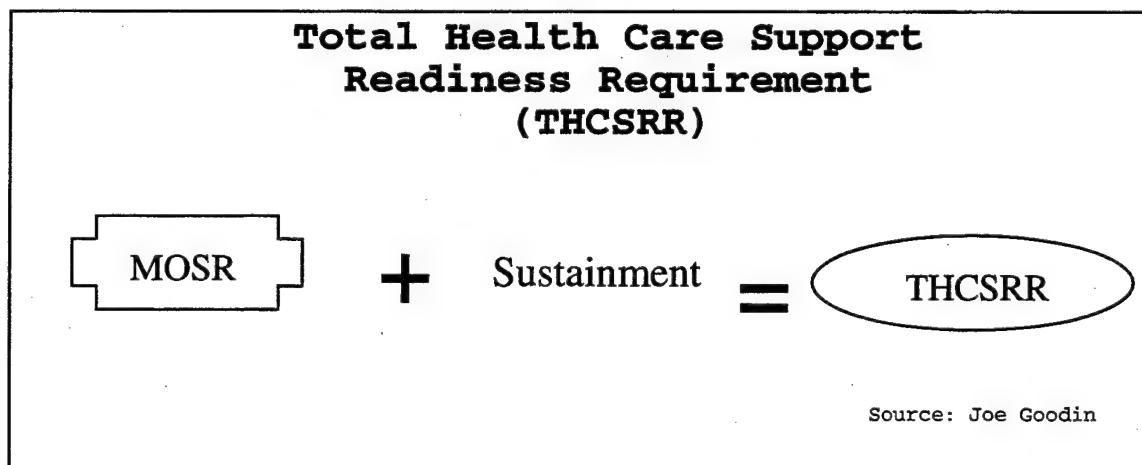 Total Health Care Support
Readiness Requirement
(THCSRR)
MOSR + Sustainment = THCSRR
Source: Joe Goodin